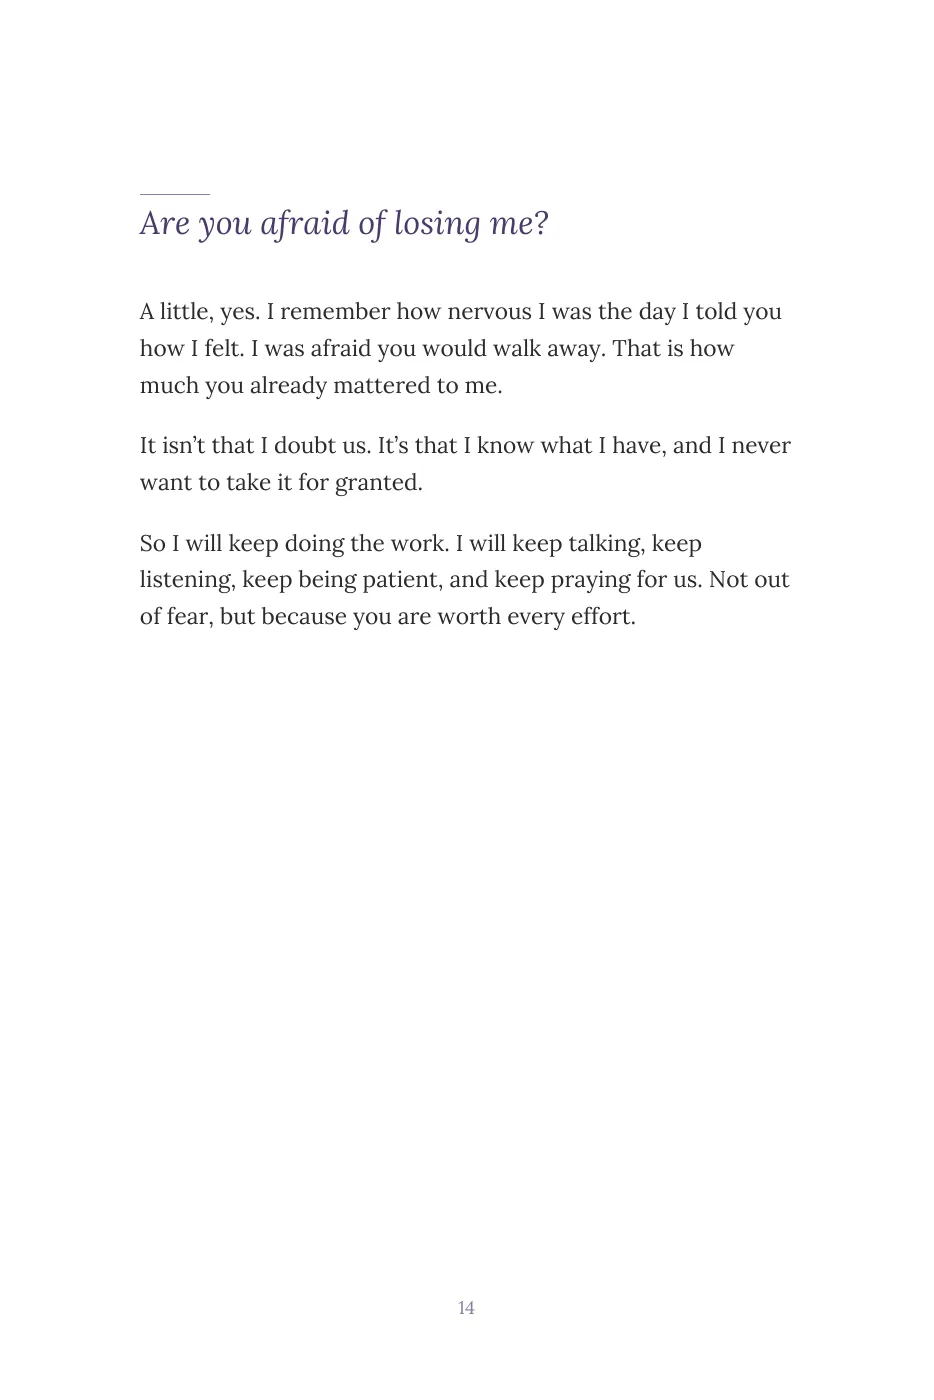 Are you afraid of losing me?
A little, yes. I remember how nervous I was the day I told you
how I felt. I was afraid you would walk away. That is how
much you already mattered to me.
It isn’t that I doubt us. It’s that I know what I have, and I never
want to take it for granted.
So I will keep doing the work. I will keep talking, keep
listening, keep being patient, and keep praying for us. Not out
of fear, but because you are worth every effort.
14